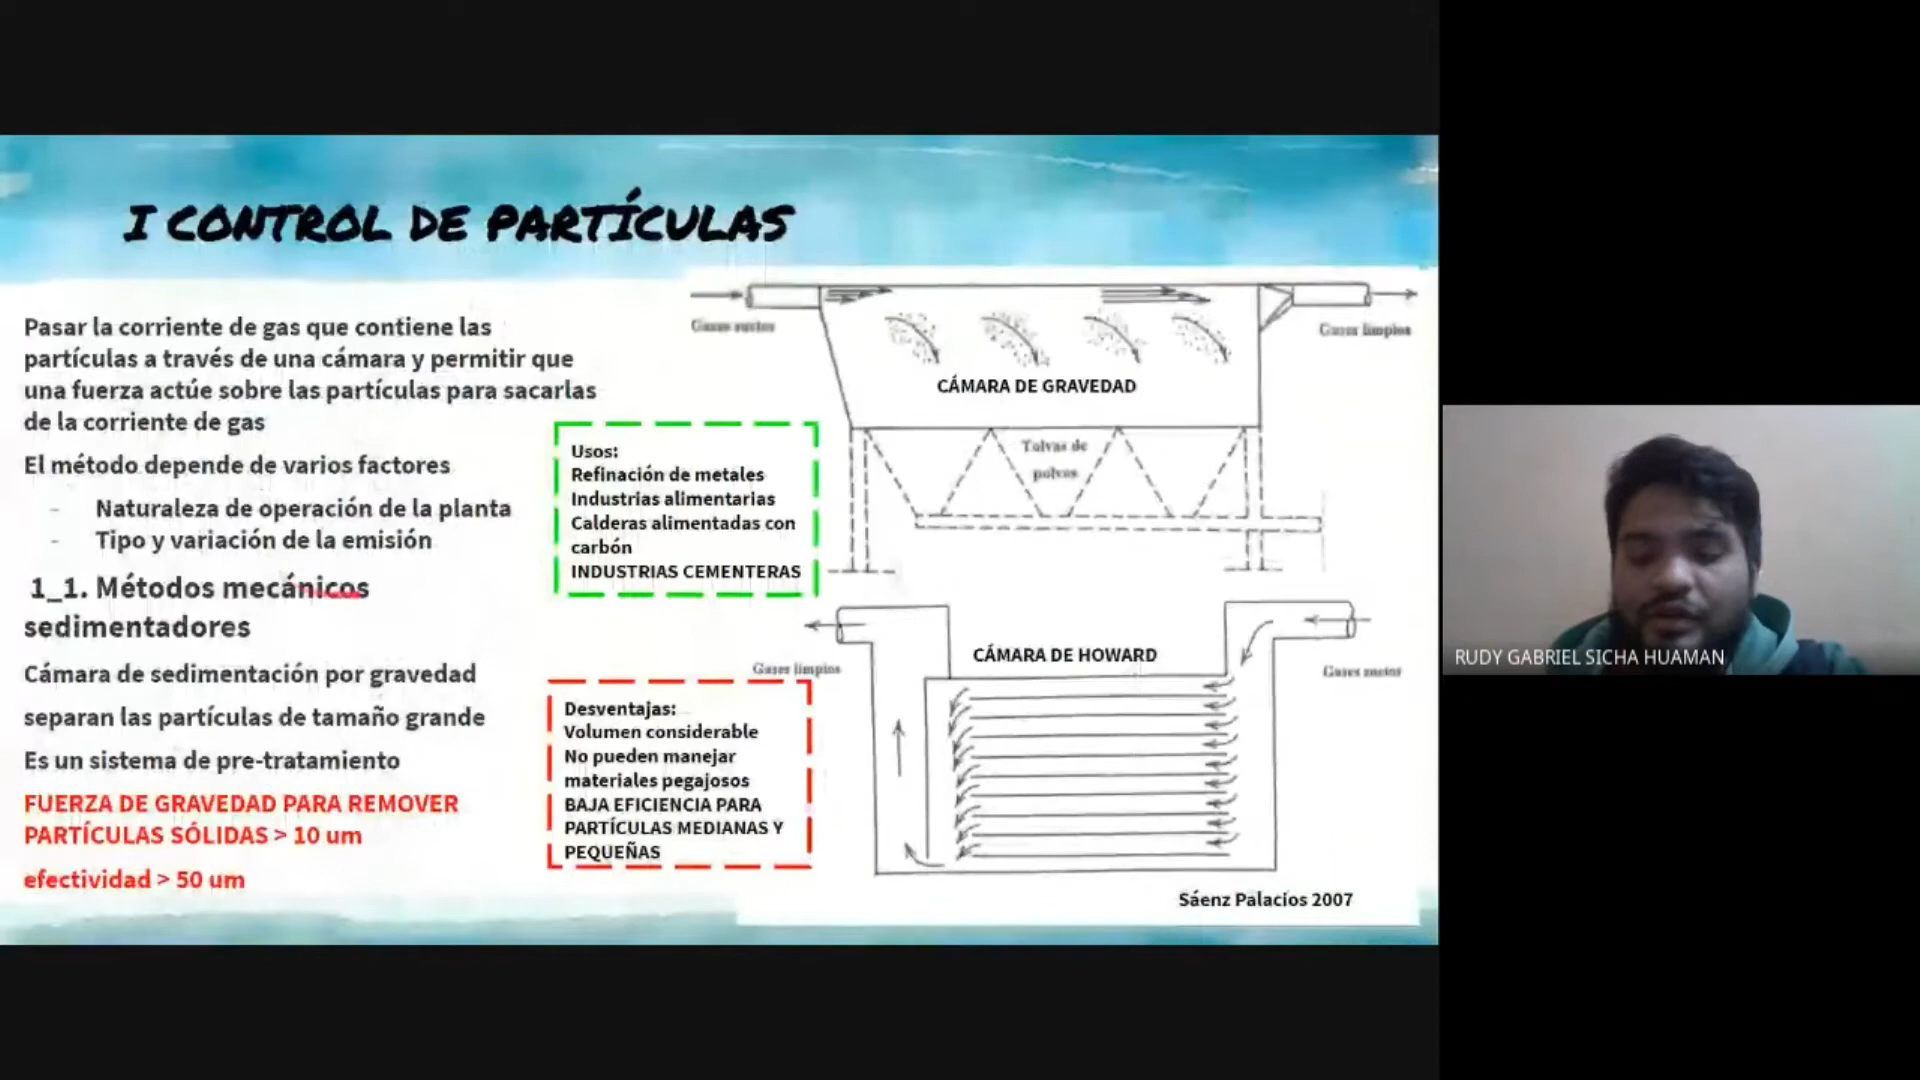 I CONTROL DE PARTÍCULAS
Pasar la corriente de gas que contiene las
partículas a través de una cámara y permitir que
una fuerza actúe sobre las partículas para sacarlas
de la corriente de gas
El método depende de varios factores
- Naturaleza de operación de la planta
- Tipo y variación de la emisión
1_1. Métodos mecánicos
sedimentadores
Cámara de sedimentación por gravedad
separan las partículas de tamaño grande
Es un sistema de pre-tratamiento
FUERZA DE GRAVEDAD PARA REMOVER
PARTÍCULAS SÓLIDAS > 10 um
efectividad > 50 um
Usos:
Refinación de metales
Industrias alimentarias
Calderas alimentadas con
carbón
INDUSTRIAS CEMENTERAS
Desventajas:
Volumen considerable
No pueden manejar
materiales pegajosos
BAJA EFICIENCIA PARA
PARTÍCULAS MEDIANAS Y
PEQUEÑAS
Gases sucios
Gases limpios
CÁMARA DE GRAVEDAD
Tolvas de
polvos
CÁMARA DE HOWARD
Gases limpios
Gases sucios
Sáenz Palacios 2007
RUDY GABRIEL SICHA HUAMAN